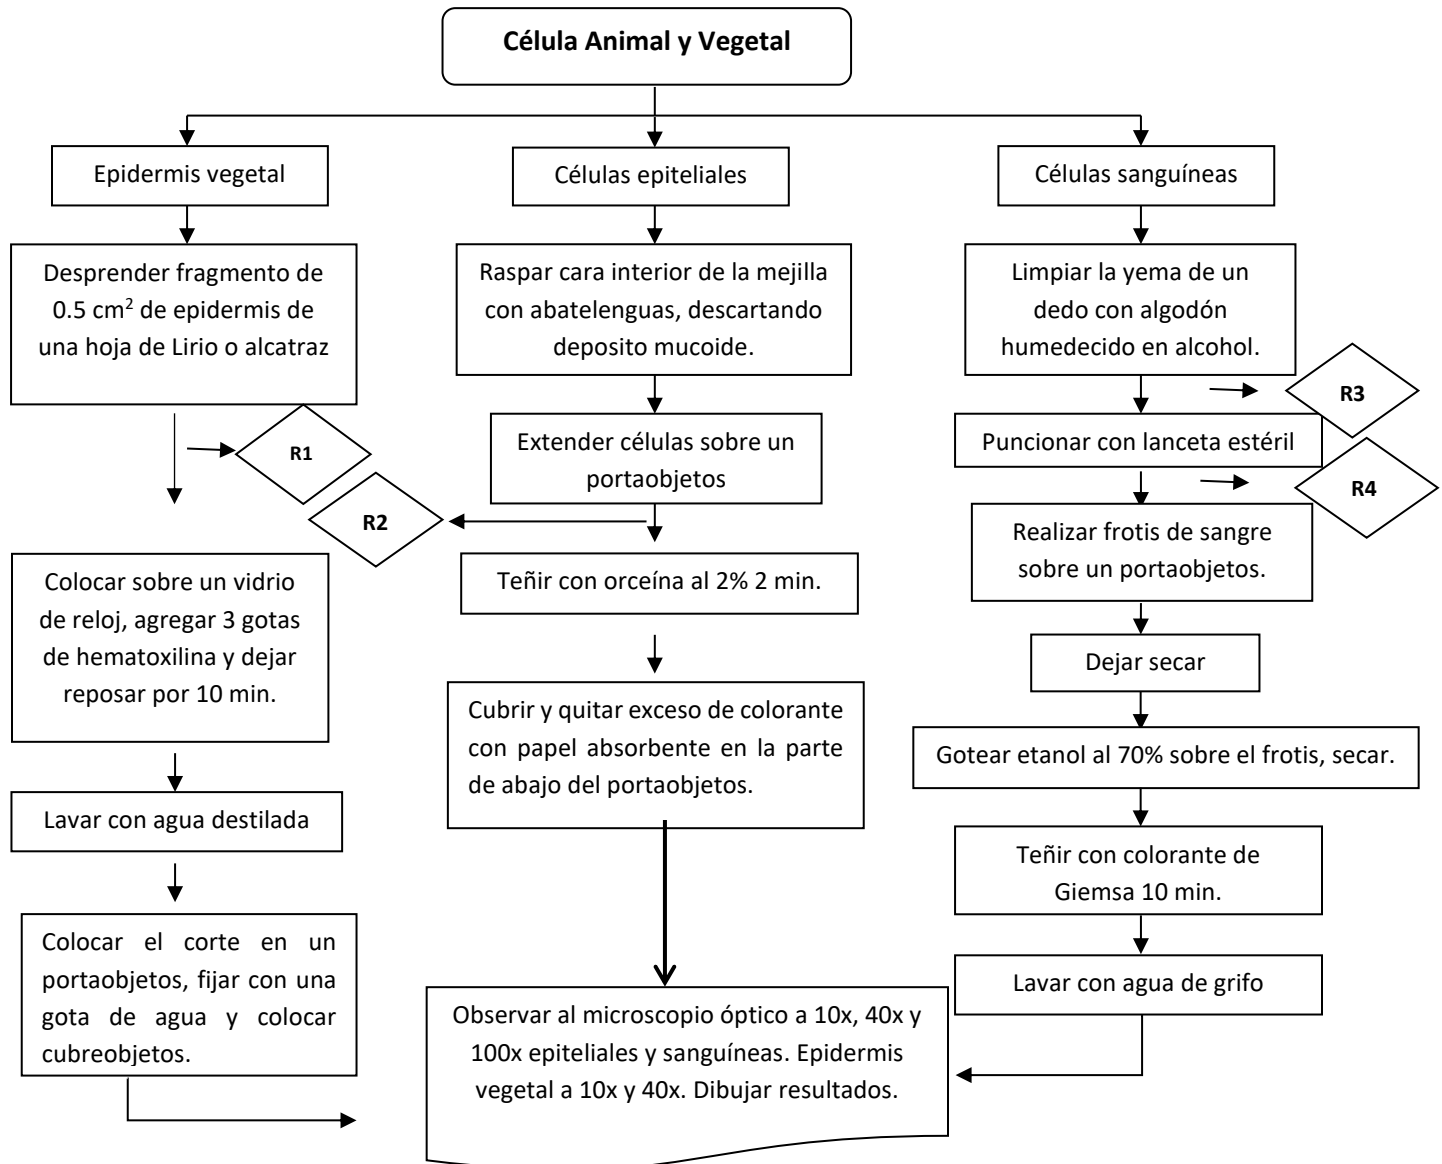 Célula Animal y Vegetal
Epidermis vegetal
Desprender fragmento de
0.5 cm² de epidermis de
una hoja de Lirio o alcatraz
R1
Colocar sobre un vidrio
de reloj, agregar 3 gotas
de hematoxilina y dejar
reposar por 10 min.
Lavar con agua destilada
Colocar el corte en un
portaobjetos, fijar con una
gota de agua y colocar
cubreobjetos.
Células epiteliales
Raspar cara interior de la mejilla
con abatelenguas, descartando
deposito mucoide.
Extender células sobre un
portaobjetos
R2
Teñir con orceína al 2% 2 min.
Cubrir y quitar exceso de colorante
con papel absorbente en la parte
de abajo del portaobjetos.
Células sanguíneas
Limpiar la yema de un
dedo con algodón
humedecido en alcohol.
R3
Puncionar con lanceta estéril
R4
Realizar frotis de sangre
sobre un portaobjetos.
Dejar secar
Gotear etanol al 70% sobre el frotis, secar.
Teñir con colorante de
Giemsa 10 min.
Lavar con agua de grifo
Observar al microscopio óptico a 10x, 40x y
100x epiteliales y sanguíneas. Epidermis
vegetal a 10x y 40x. Dibujar resultados.